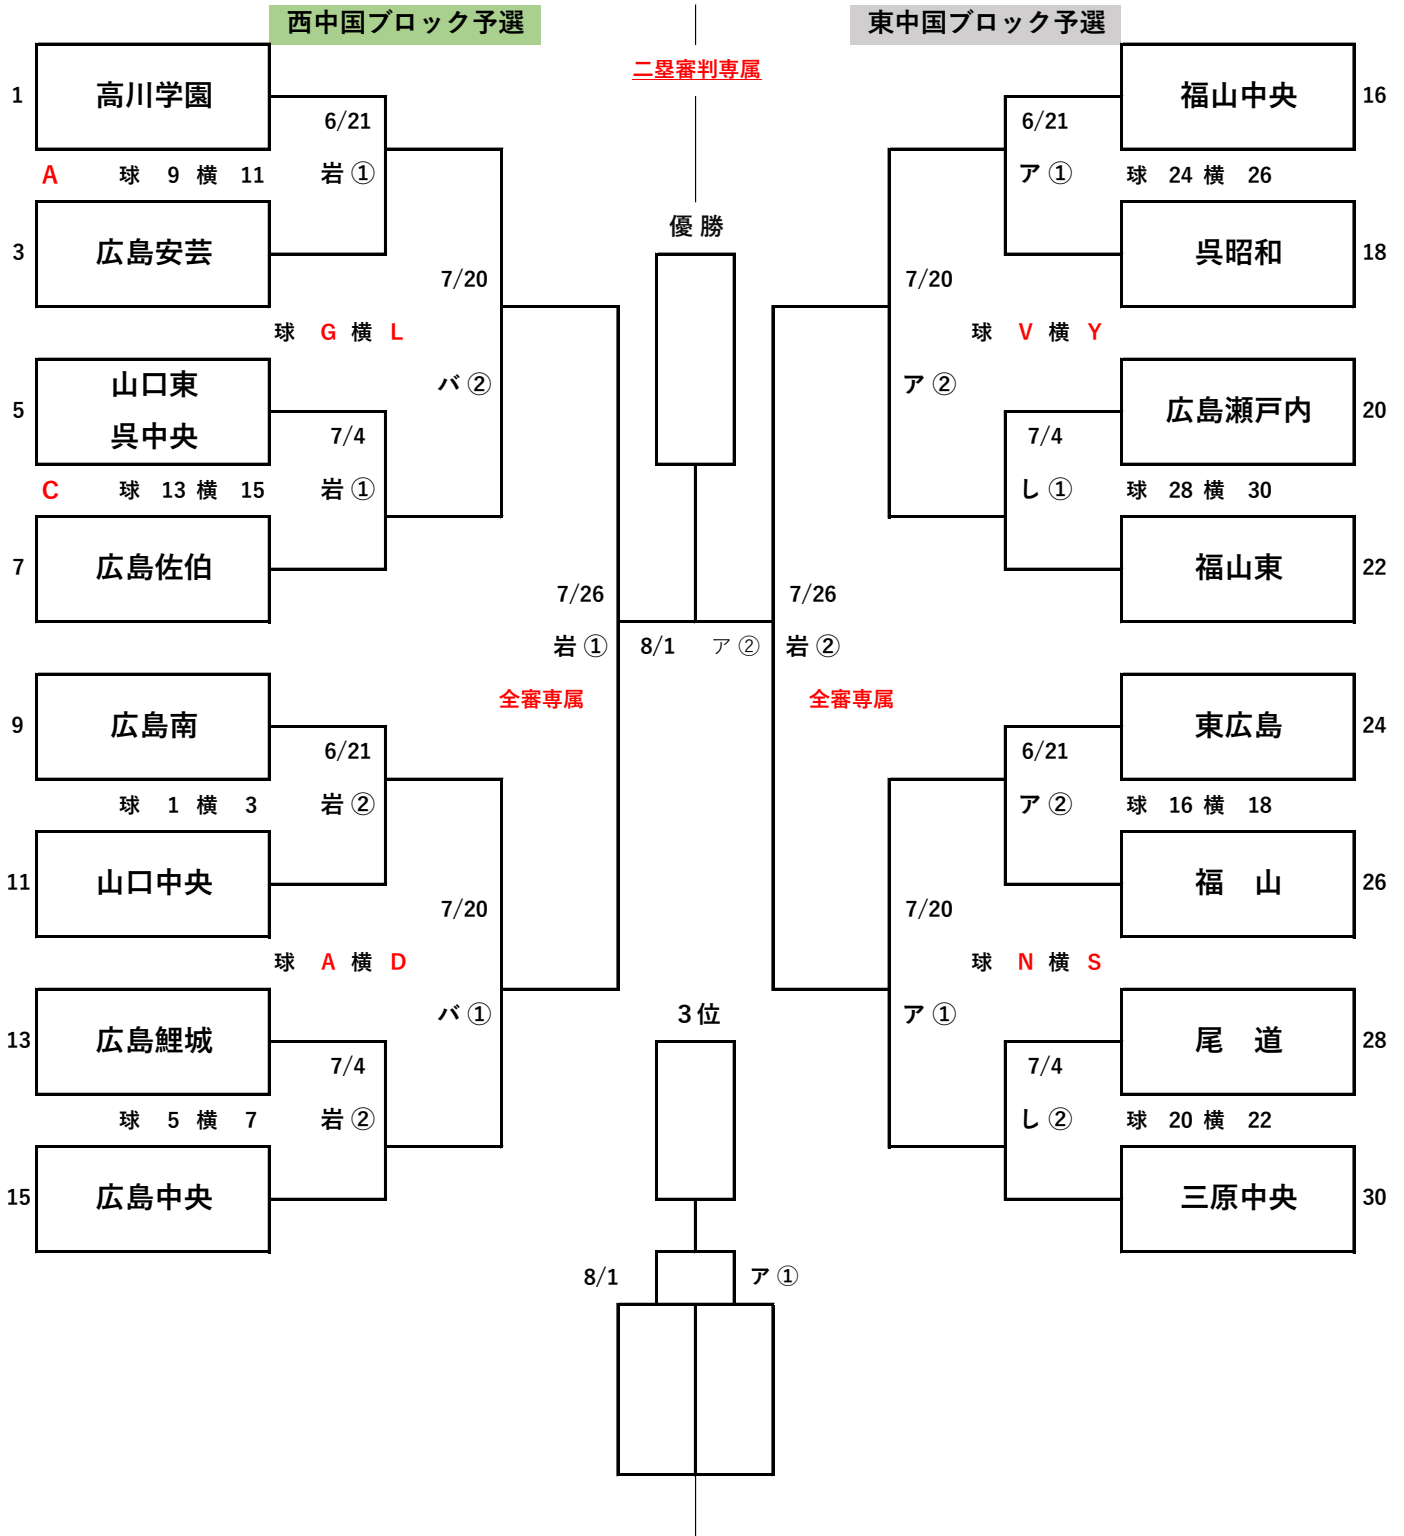 西中国ブロック予選
東中国ブロック予選
二塁審判専属
1 高川学園
6/21
A 球 9 横 11 岩 ①
3 広島安芸
7/20
球 G 横 L
バ ②
5 山口東
呉中央
7/4
C 球 13 横 15 岩 ①
7 広島佐伯
7/26
岩 ①
全審専属
9 広島南
6/21
球 1 横 3 岩 ②
11 山口中央
7/20
球 A 横 D
バ ①
13 広島鯉城
7/4
球 5 横 7 岩 ②
15 広島中央
優 勝
8/1 ア ②
３位
8/1 ア ①
福山中央 16
6/21
ア ① 球 24 横 26
呉昭和 18
7/20
球 V 横 Y
ア ②
広島瀬戸内 20
7/4
し ① 球 28 横 30
福山東 22
7/26
岩 ②
全審専属
東広島 24
6/21
ア ② 球 16 横 18
福　山 26
7/20
球 N 横 S
ア ①
尾　道 28
7/4
し ② 球 20 横 22
三原中央 30